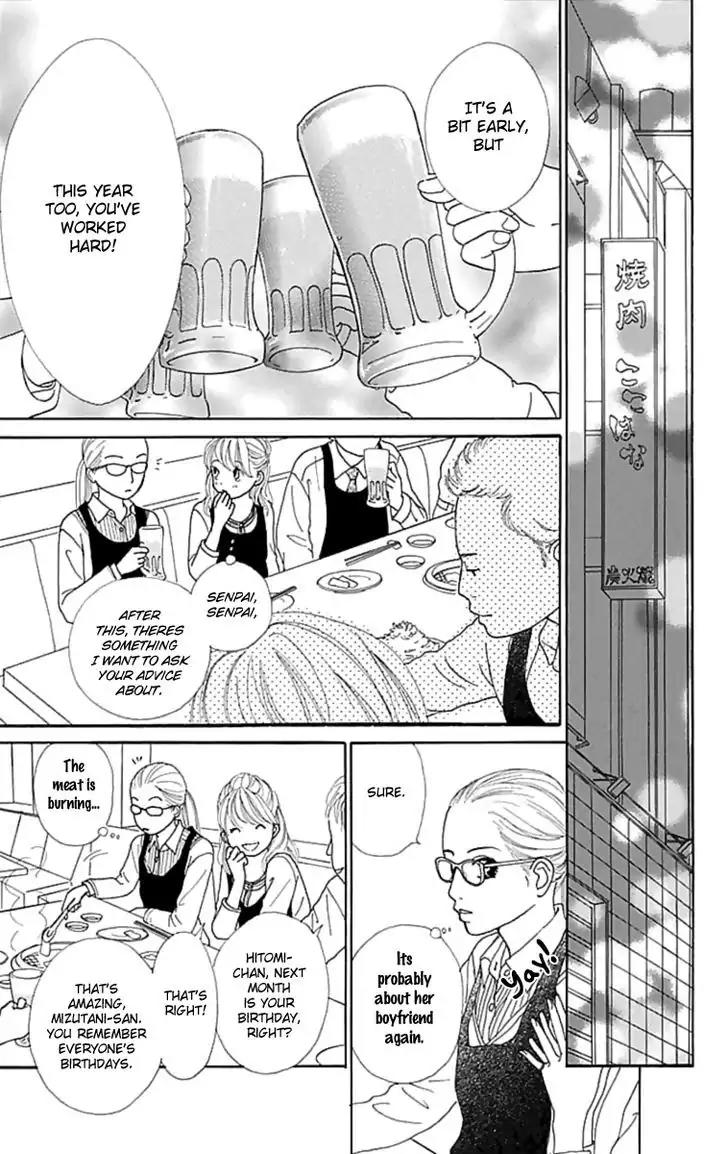 焼
肉
炭火焼
IT'S A
BIT EARLY,
BUT
THIS YEAR
TOO, YOU'VE
WORKED
HARD!
SENPAI,
SENPAI,
AFTER
THIS, THERES
SOMETHING
I WANT TO ASK
YOUR ADVICE
ABOUT.
SURE.
Yay!
Its
probably
about her
boyfriend
again.
The
meat is
burning...
HITOMI-
CHAN, NEXT
MONTH
IS YOUR
BIRTHDAY,
RIGHT?
THAT'S
RIGHT!
THAT'S
AMAZING,
MIZUTANI-SAN.
YOU REMEMBER
EVERYONE'S
BIRTHDAYS.